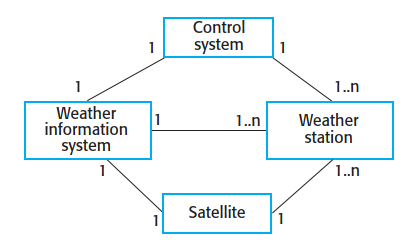 Control
system
1
1
1
1..n
Weather
information
system
1
1..n
Weather
station
1
1..n
Satellite
1
1